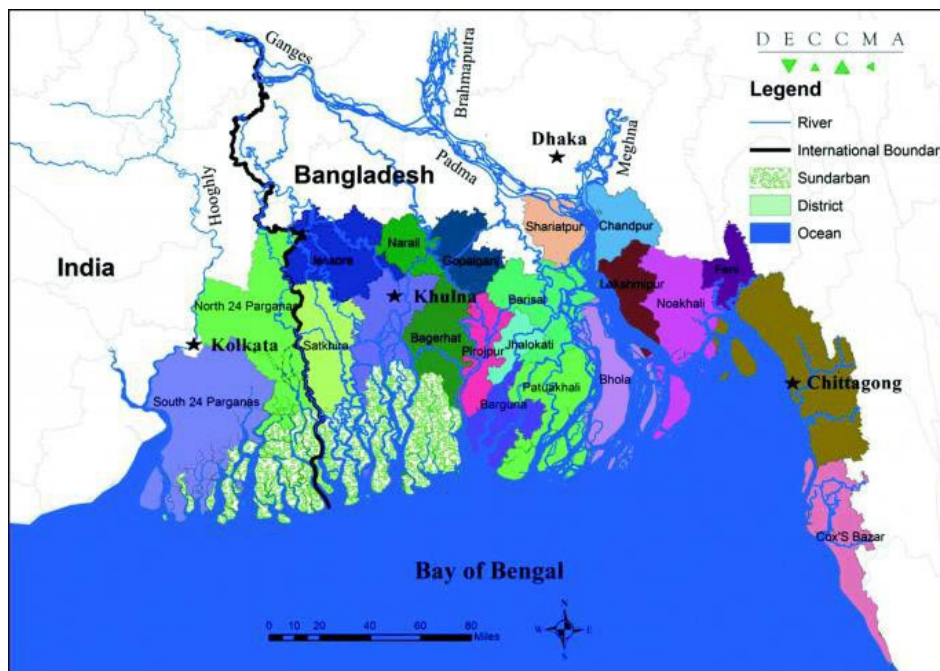 D E C C M A
Legend
River
International Boundar
Sundarban
District
Ocean
Ganges
Brahmaputra
Padma
Dhaka
Meghna
Hooghly
Bangladesh
India
Shariatpur
Chandpur
Jessore
Narail
Gopalganj
Lakshmipur
Noakhali
Feni
North 24 Parganas
Khulna
Barisal
Kolkata
Satkhira
Bagerhat
Pirojpur
Jhalokati
Bhola
Chittagong
South 24 Parganas
Patuakhali
Barguna
Cox'S Bazar
Bay of Bengal
N
W E
S
0 5 10 20 40 60 80
Miles